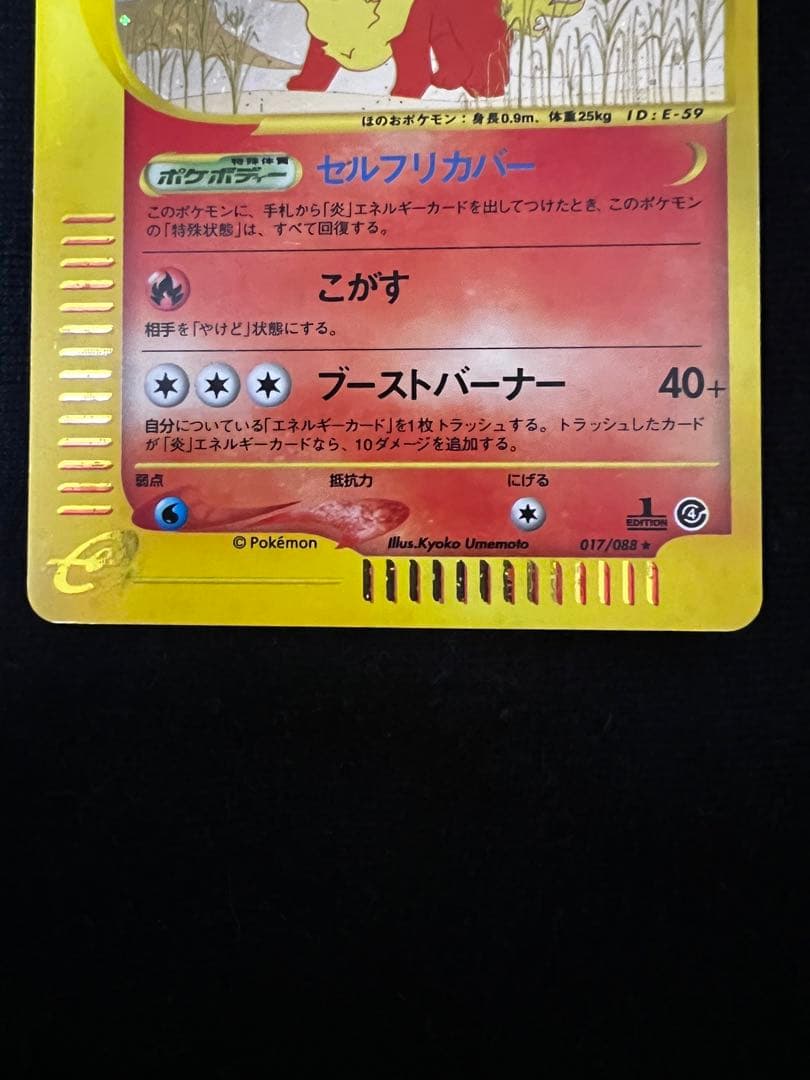 ほのおポケモン：身長0.9m、体重25kg ID:E-59
特殊体質
ポケボディー セルフリカバー
このポケモンに、手札から「炎」エネルギーカードを出してつけたとき、このポケモン
の「特殊状態」は、すべて回復する。
こがす
相手を「やけど」状態にする。
ブーストバーナー 40+
自分についている「エネルギーカード」を1枚トラッシュする。トラッシュしたカード
が「炎」エネルギーカードなら、10ダメージを追加する。
弱点 抵抗力 にげる
1 EDITION 4
© Pokémon Illus.Kyoko Umemoto 017/088 ★
e